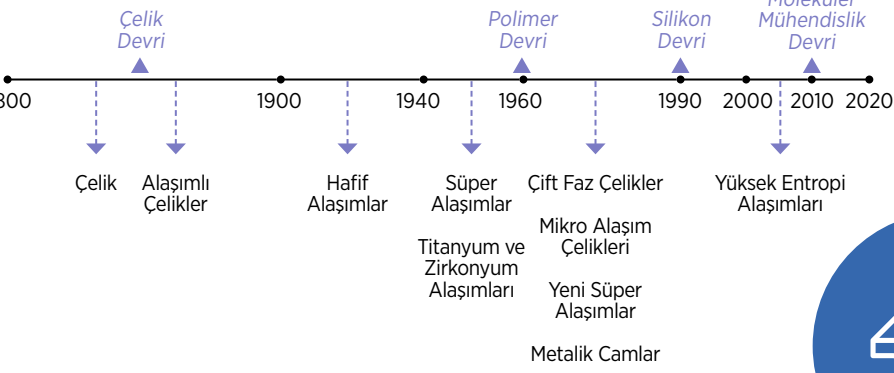 Çelik
Devri
Polimer
Devri
Silikon
Devri
Moleküler
Mühendislik
Devri
1900
1940
1960
1990
2000
2010
2020
Çelik
Alaşımlı
Çelikler
Hafif
Alaşımlar
Süper
Alaşımlar
Titanyum ve
Zirkonyum
Alaşımları
Çift Faz Çelikler
Mikro Alaşım
Çelikleri
Yeni Süper
Alaşımlar
Metalik Camlar
Yüksek Entropi
Alaşımları